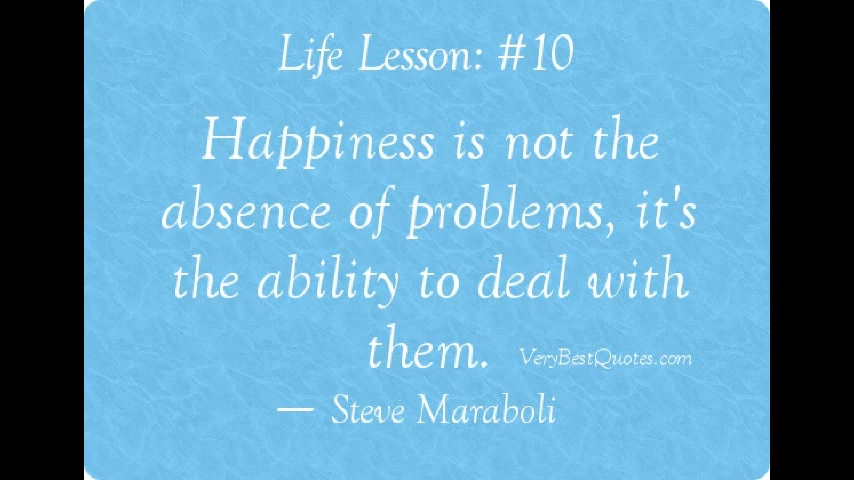 Life Lesson: #10
Happiness is not the
absence of problems, it's
the ability to deal with
them. VeryBestQuotes.com
— Steve Maraboli